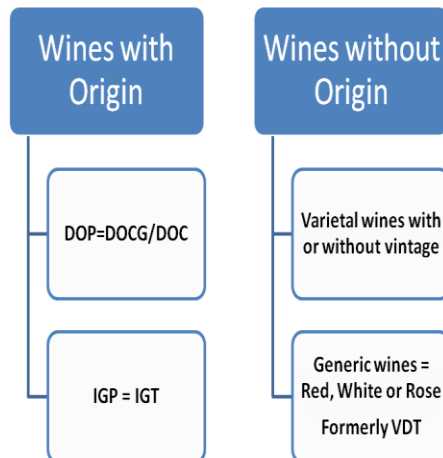 Wines with
Origin
DOP=DOCG/DOC
IGP = IGT
Wines without
Origin
Varietal wines with
or without vintage
Generic wines =
Red, White or Rose
Formerly VDT